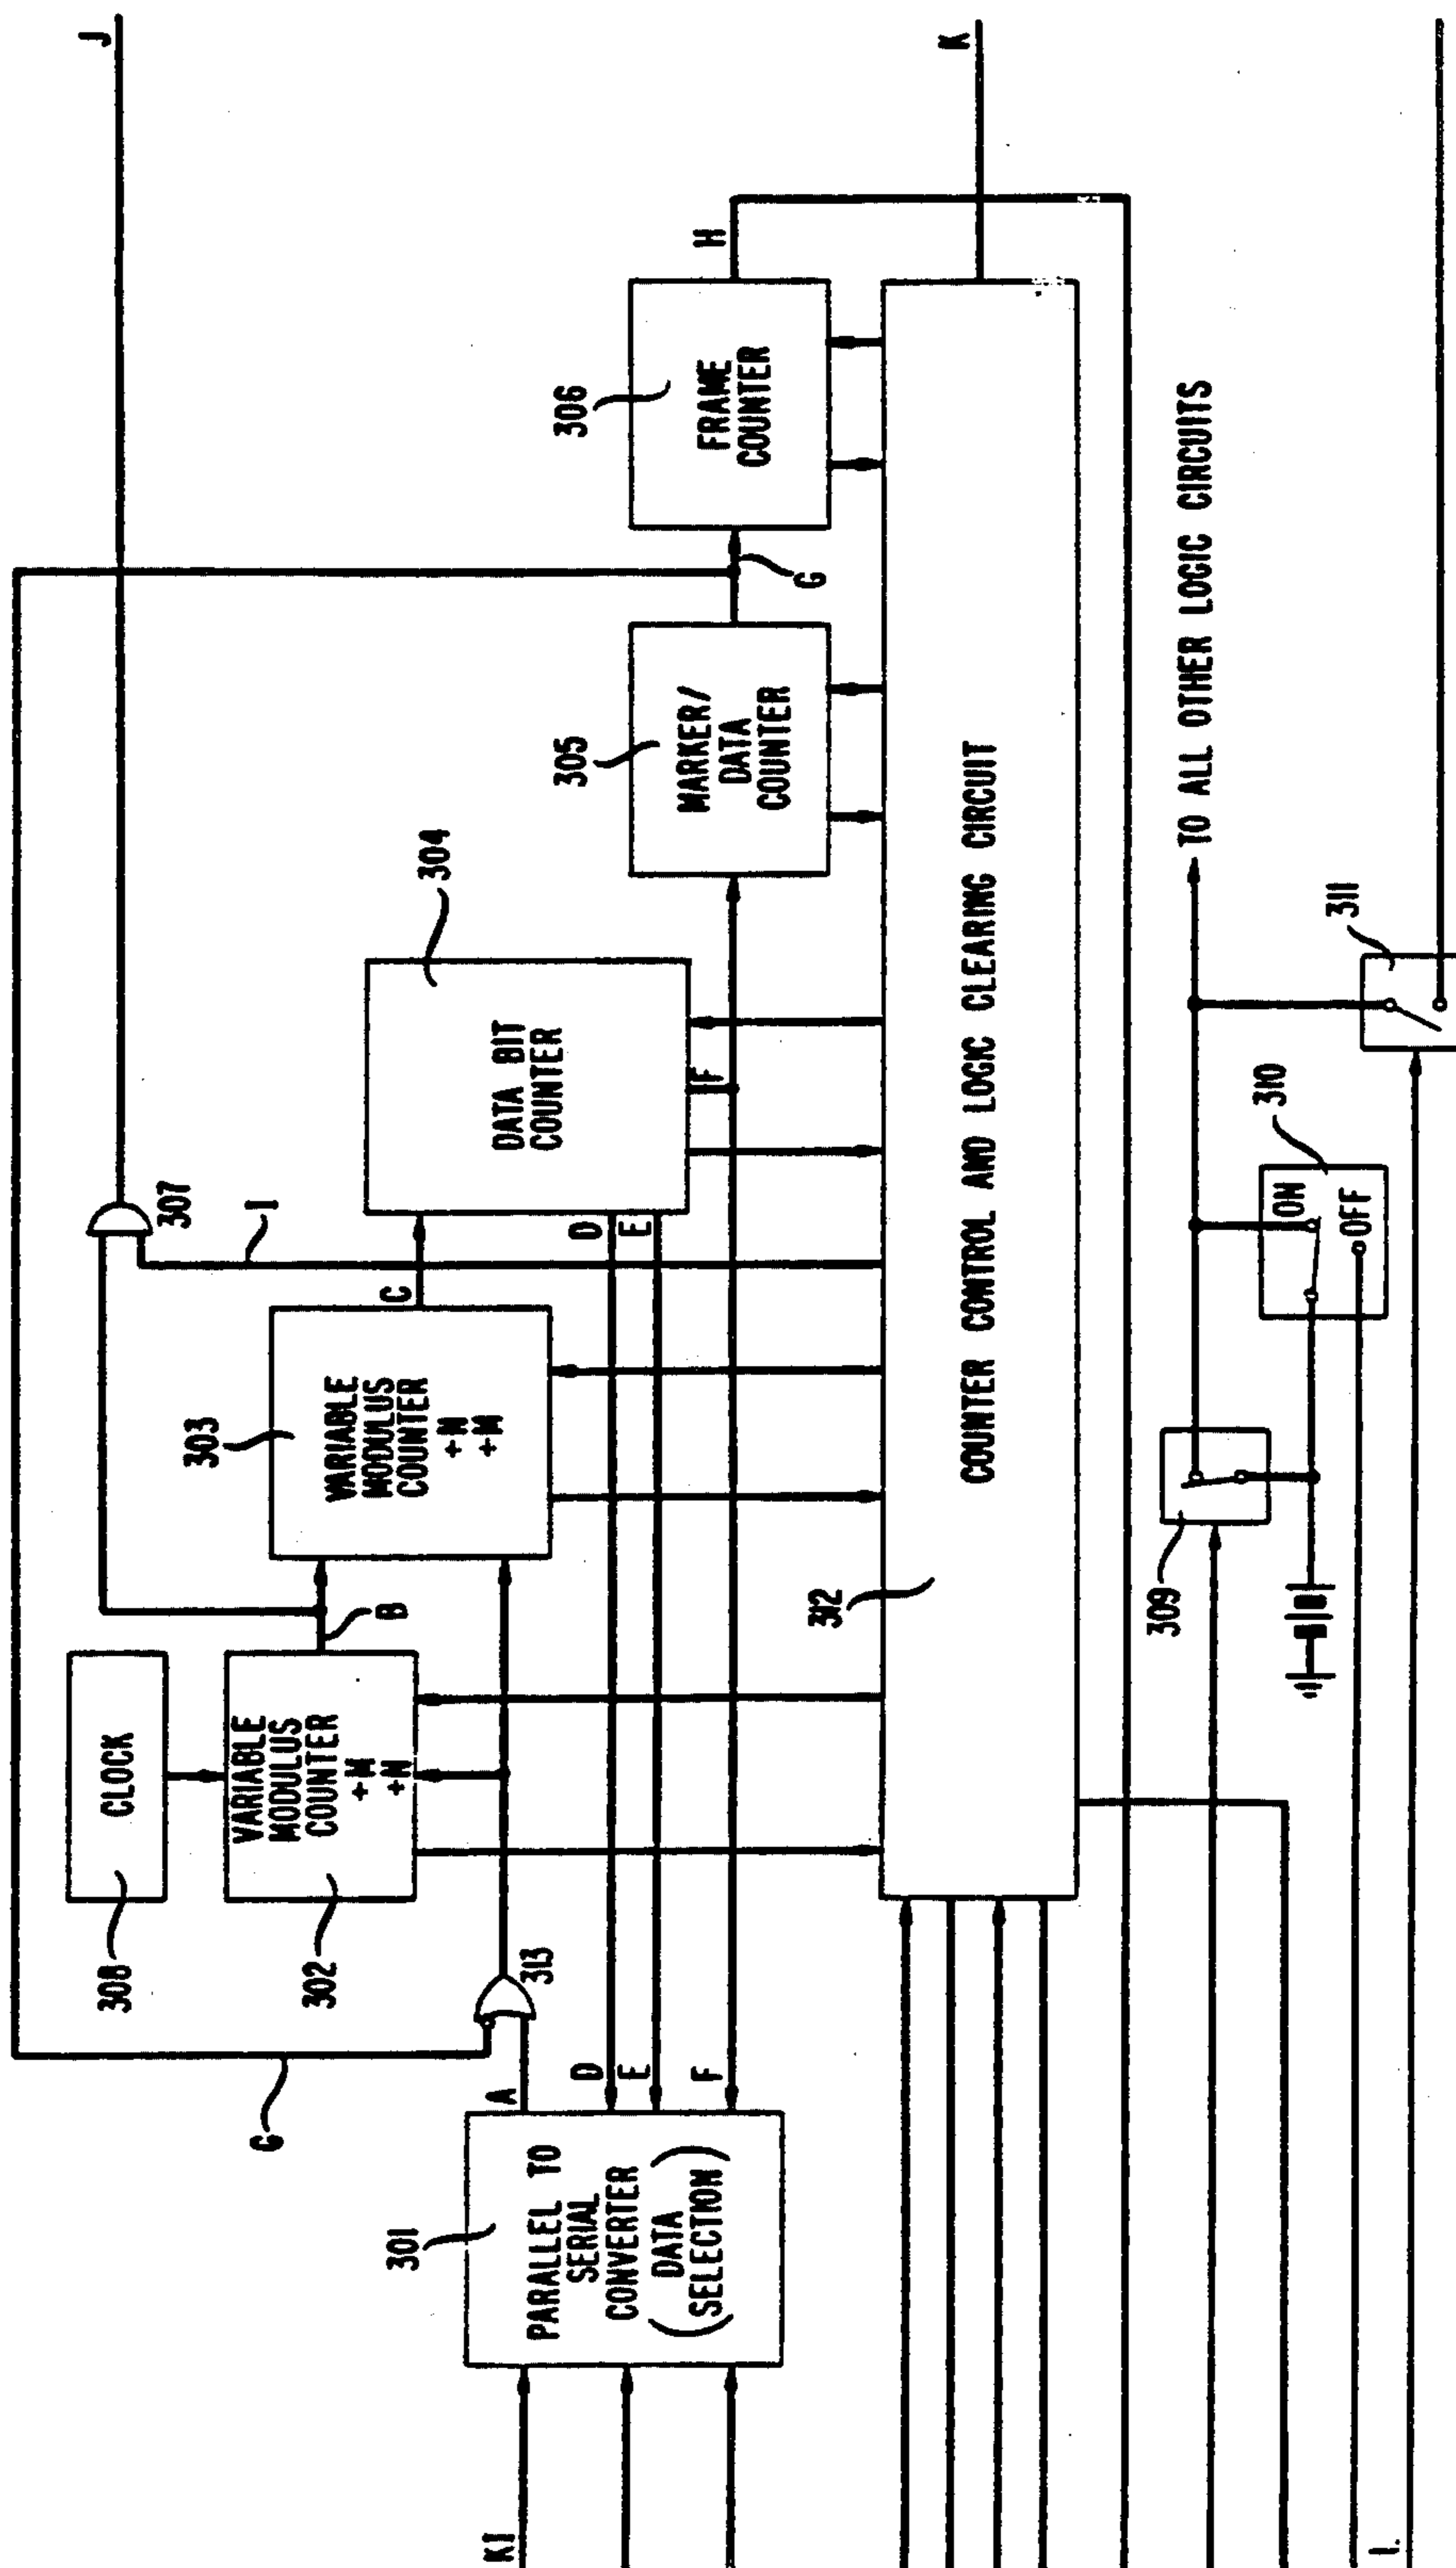 J
G
308
CLOCK
307
302
VARIABLE
MODULUS
COUNTER
÷M
÷N
B
I
303
VARIABLE
MODULUS
COUNTER
÷N
÷M
C
304
DATA BIT
COUNTER
313
A
301
PARALLEL TO
SERIAL
CONVERTER
(DATA
SELECTION)
D
E
F
D
E
F
305
MARKER/
DATA
COUNTER
G
306
FRAME
COUNTER
H
K
KI
312
COUNTER CONTROL AND LOGIC CLEARING CIRCUIT
309
310
ON
OFF
311
TO ALL OTHER LOGIC CIRCUITS